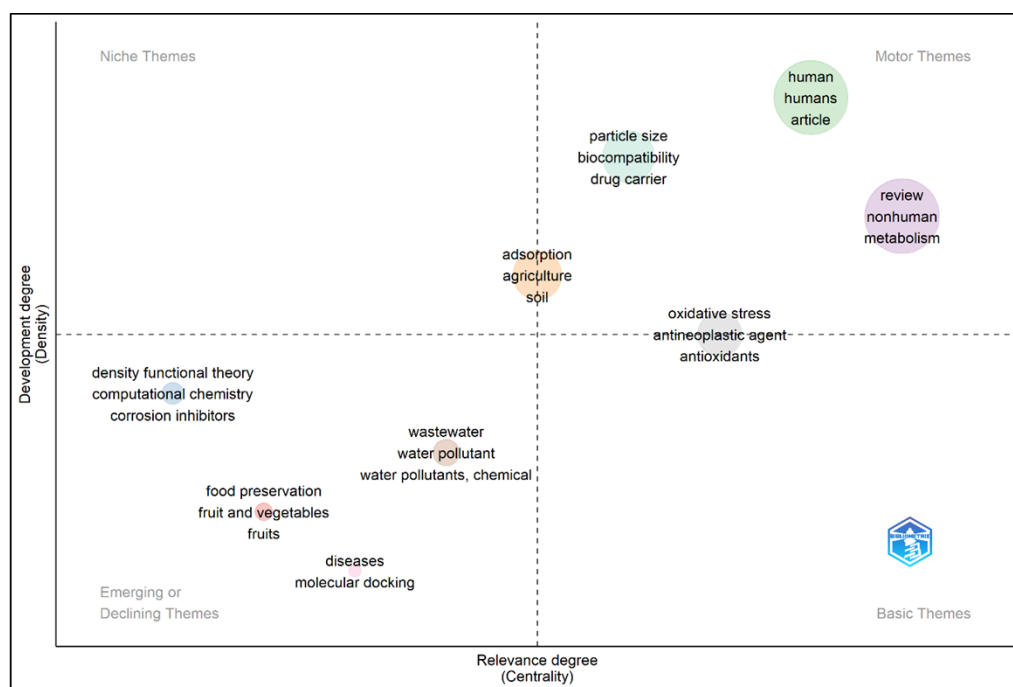 Niche Themes
Motor Themes
human
humans
article
particle size
biocompatibility
drug carrier
review
nonhuman
metabolism
adsorption
agriculture
soil
oxidative stress
antineoplastic agent
antioxidants
density functional theory
computational chemistry
corrosion inhibitors
wastewater
water pollutant
water pollutants, chemical
food preservation
fruit and vegetables
fruits
diseases
molecular docking
BIBLIOMETRIX
Emerging or
Declining Themes
Basic Themes
Development degree
(Density)
Relevance degree
(Centrality)